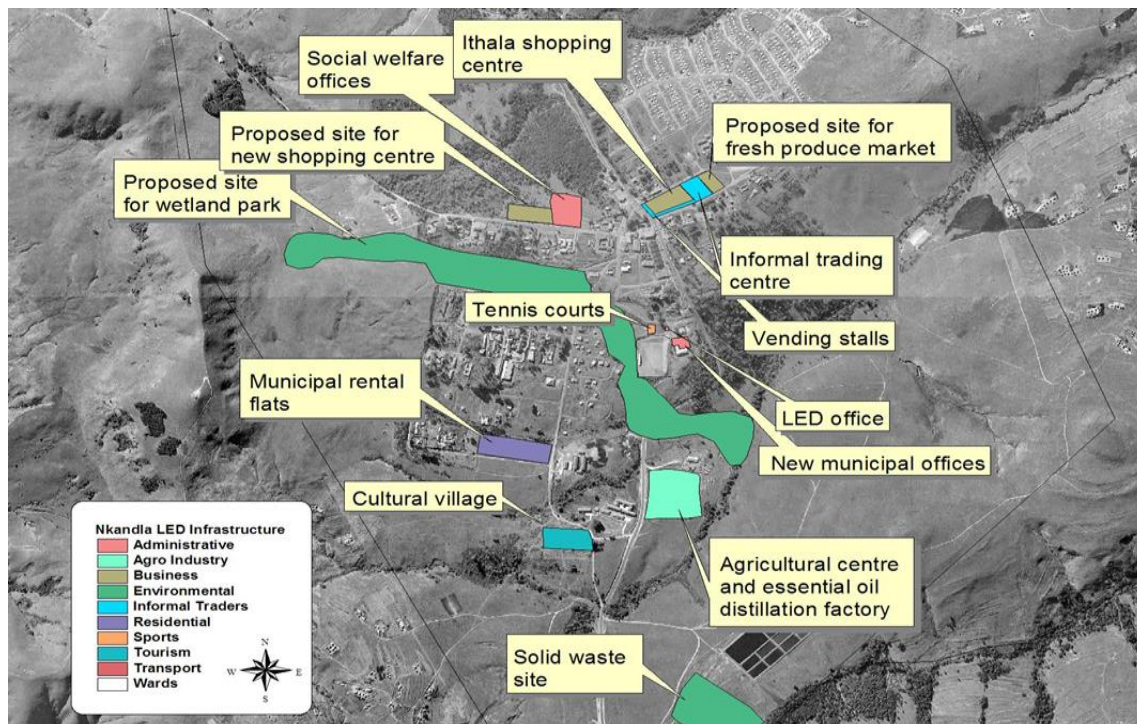 Social welfare
offices
Ithala shopping
centre
Proposed site for
new shopping centre
Proposed site for
fresh produce market
Proposed site
for wetland park
Informal trading
centre
Tennis courts
Vending stalls
Municipal rental
flats
LED office
New municipal offices
Cultural village
Agricultural centre
and essential oil
distillation factory
Solid waste
site
Nkandla LED Infrastructure
Administrative
Agro Industry
Business
Environmental
Informal Traders
Residential
Sports
Tourism
Transport
Wards
N
W E
S